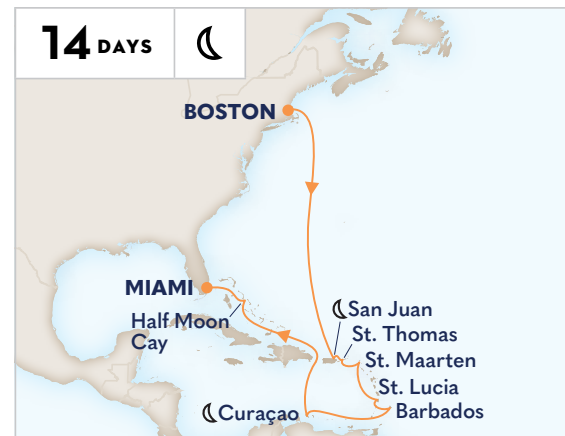 14 DAYS
BOSTON
MIAMI
Half Moon
Cay
San Juan
St. Thomas
St. Maarten
St. Lucia
Barbados
Curaçao